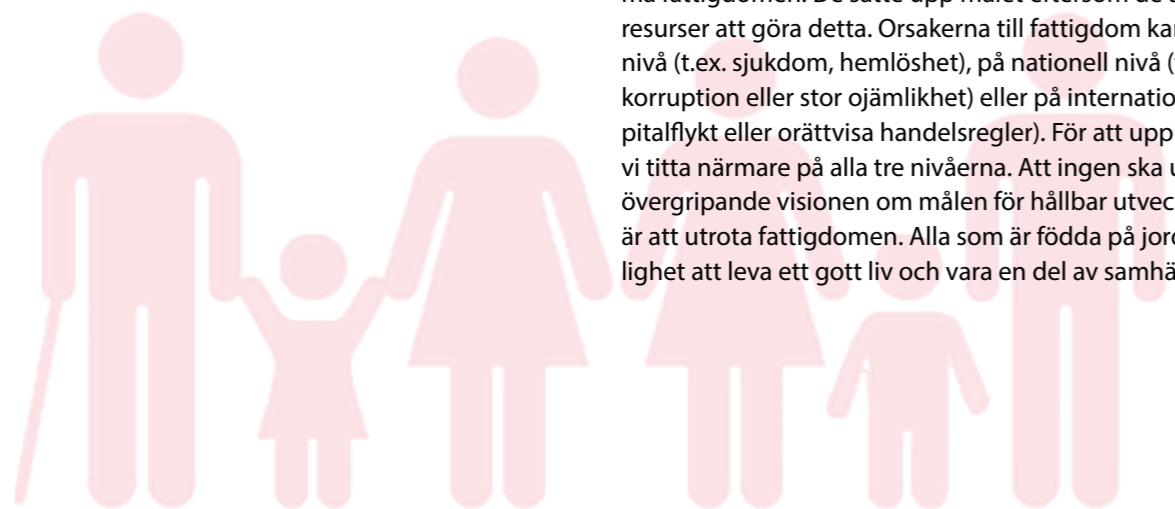 fattigdomen. De satte upp målet eftersom de
resurser att göra detta. Orsakerna till fattigdom
nivå (t.ex. sjukdom, hemlöshet), på nationell nivå
korruption eller stor ojämlikhet) eller på
pitalflykt eller orättvisa handelsregler). För att upp
vi titta närmare på alla tre nivåerna. Att ingen ska
övergripande visionen om målen för hållbar
är att utrota fattigdomen. Alla som är födda på
lighet att leva ett gott liv och vara en del av